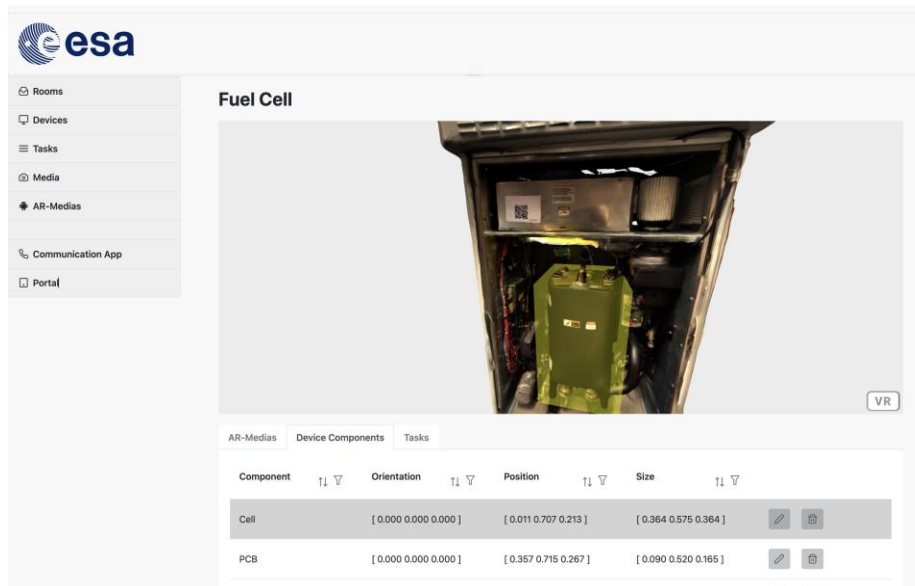 esa
Rooms
Devices
Tasks
Media
AR-Medias
Communication App
Portal
Fuel Cell
VR
AR-Medias Device Components Tasks
Component Orientation Position Size
Cell [ 0.000 0.000 0.000 ] [ 0.011 0.707 0.213 ] [ 0.364 0.575 0.364 ]
PCB [ 0.000 0.000 0.000 ] [ 0.357 0.715 0.267 ] [ 0.090 0.520 0.165 ]